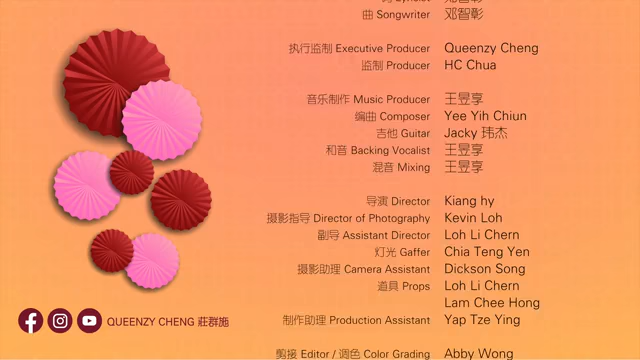 曲 Songwriter 邓智彰
执行监制 Executive Producer Queenzy Cheng
监制 Producer HC Chua
音乐制作 Music Producer 王昱享
编曲 Composer Yee Yih Chiun
吉他 Guitar Jacky 玮杰
和音 Backing Vocalist 王昱享
混音 Mixing 王昱享
导演 Director Kiang hy
摄影指导 Director of Photography Kevin Loh
副导 Assistant Director Loh Li Chern
灯光 Gaffer Chia Teng Yen
摄影助理 Camera Assistant Dickson Song
道具 Props Loh Li Chern
Lam Chee Hong
制作助理 Production Assistant Yap Tze Ying
剪接 Editor / 调色 Color Grading Abby Wong
QUEENZY CHENG 莊群施